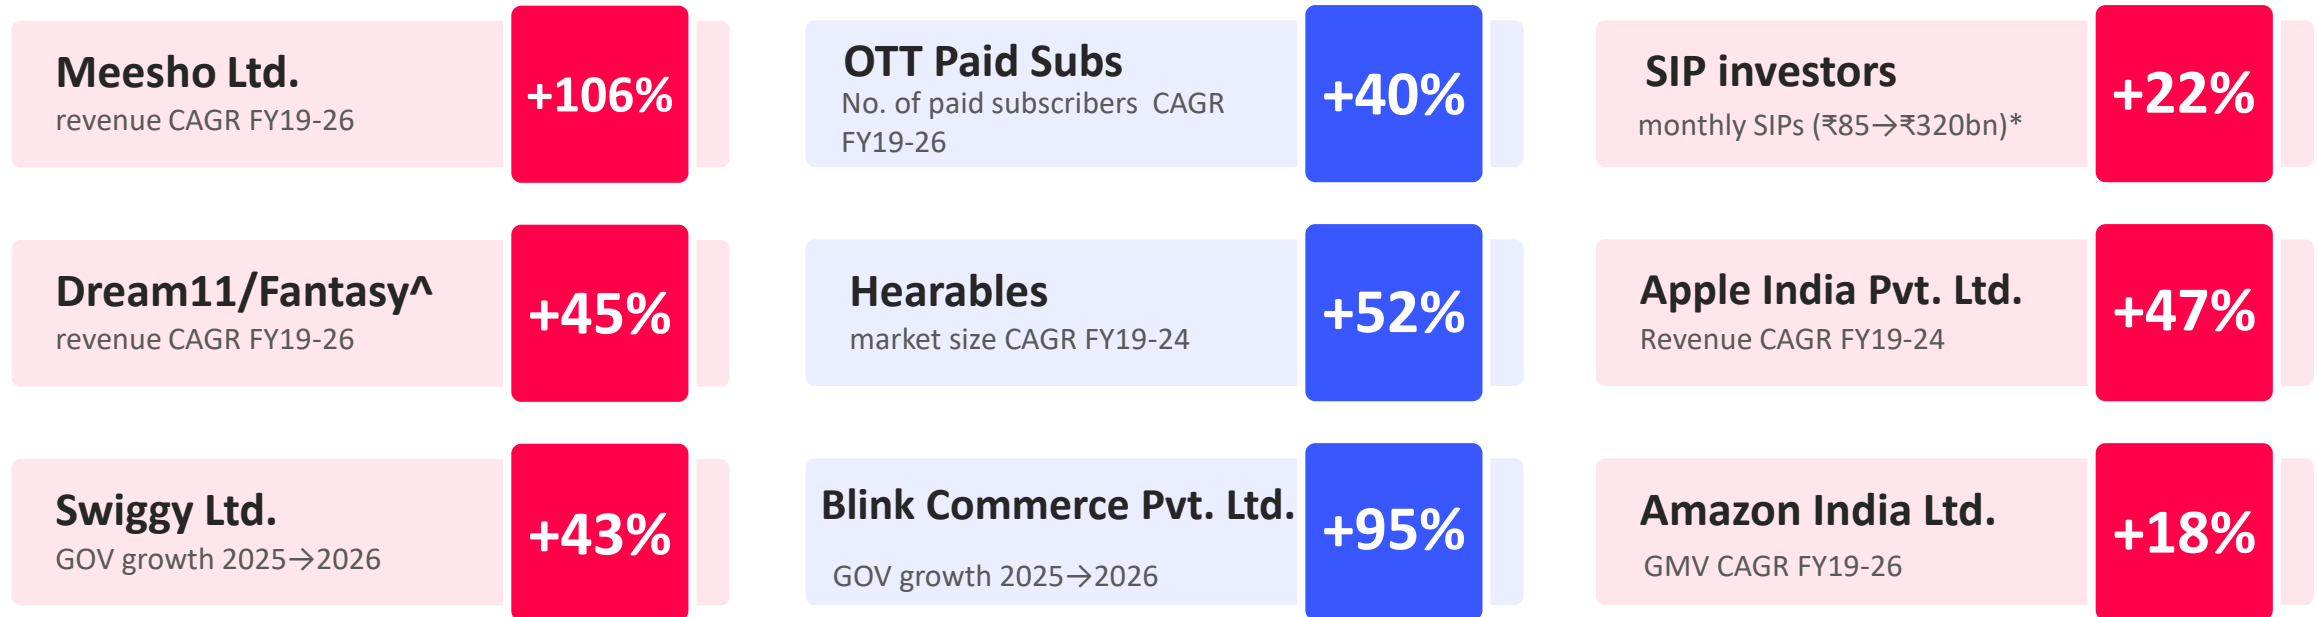 Meesho Ltd.
revenue CAGR FY19-26
+106%
OTT Paid Subs
No. of paid subscribers  CAGR
FY19-26
+40%
SIP investors
monthly SIPs (₹85→₹320bn)*
+22%
Dream11/Fantasy^
revenue CAGR FY19-26
+45%
Hearables
market size CAGR FY19-24
+52%
Apple India Pvt. Ltd.
Revenue CAGR FY19-24
+47%
Swiggy Ltd.
GOV growth 2025→2026
+43%
Blink Commerce Pvt. Ltd.
GOV growth 2025→2026
+95%
Amazon India Ltd.
GMV CAGR FY19-26
+18%